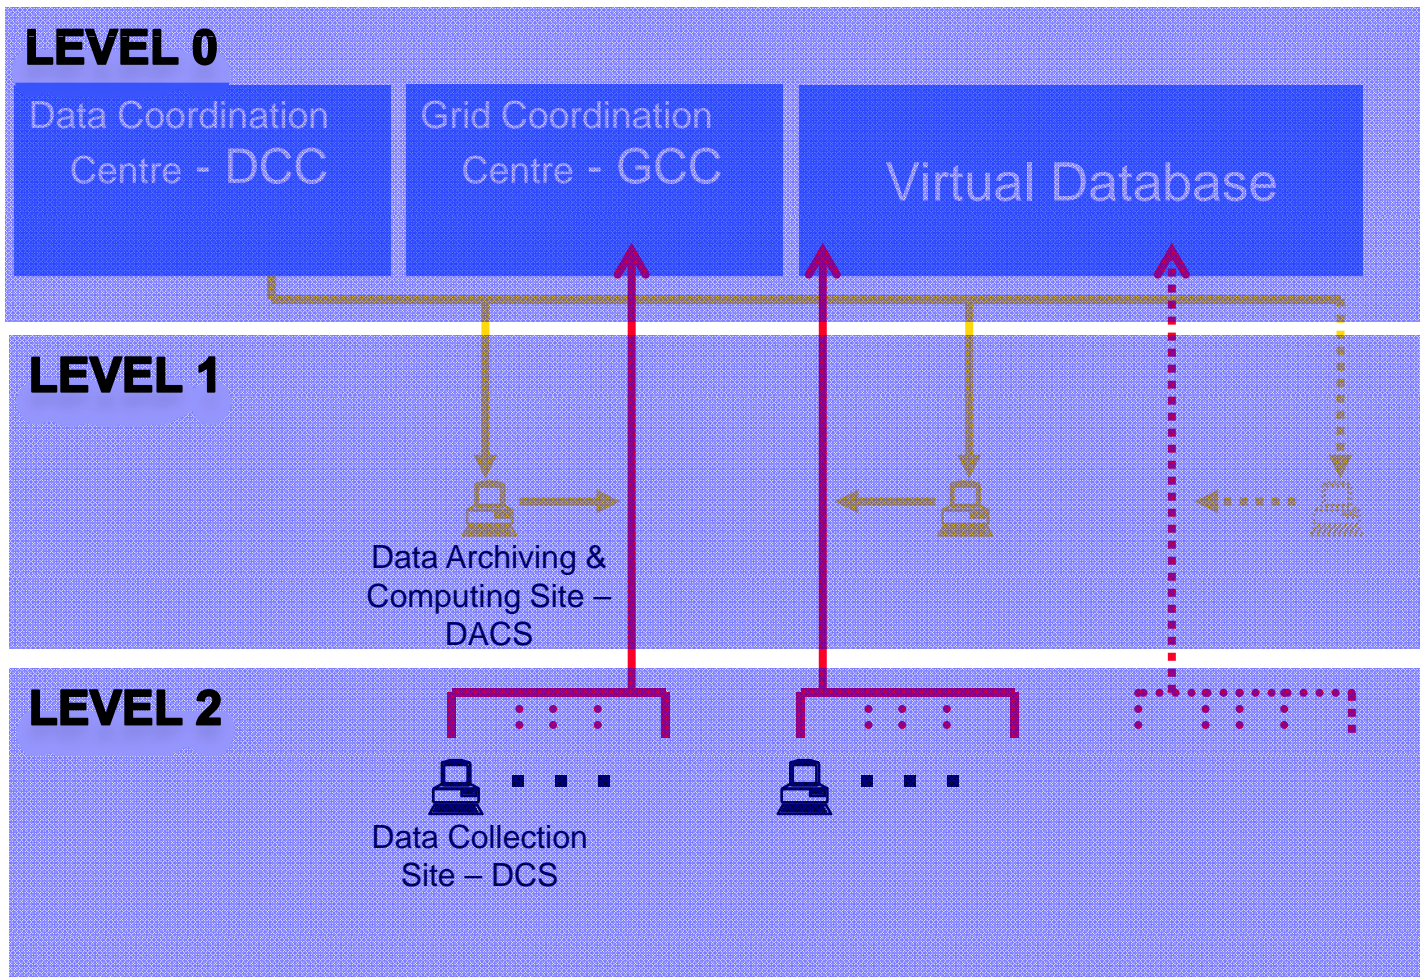 LEVEL 0
Data Coordination
Centre - DCC
Grid Coordination
Centre - GCC
Virtual Database
LEVEL 1
Data Archiving &
Computing Site –
DACS
LEVEL 2
Data Collection
Site – DCS